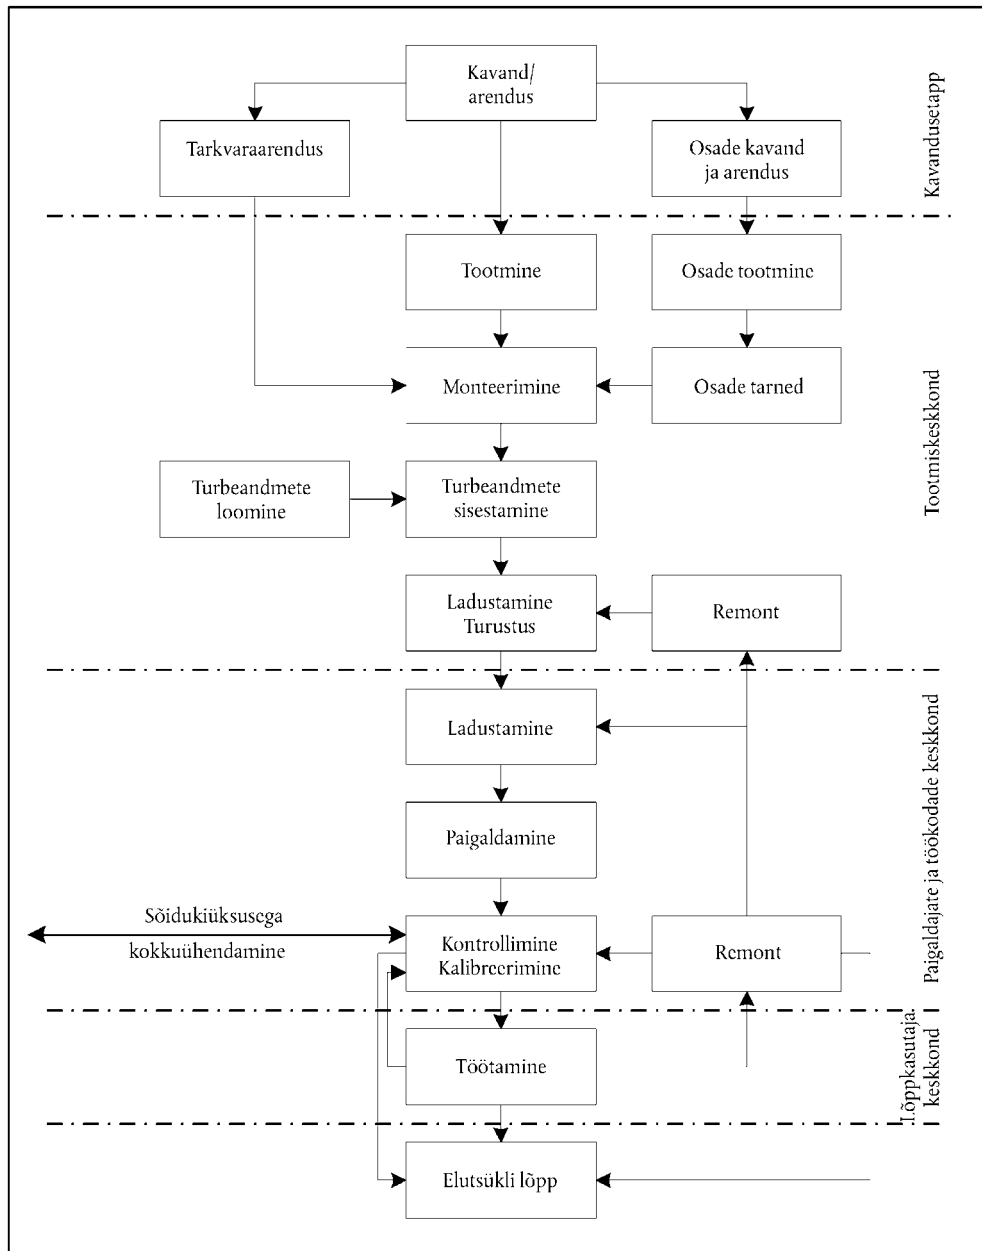 Kavand/
arendus
Tarkvaraarendus
Osade kavand
ja arendus
Kavandusetapp
Tootmine
Osade tootmine
Monteerimine
Osade tarned
Turbeandmete
loomine
Turbeandmete
sisestamine
Tootmiskeskkond
Ladustamine
Turustus
Remont
Ladustamine
Paigaldamine
Sõidukiüksusega
kokkuühendamine
Kontrollimine
Kalibreerimine
Remont
Paigaldajate ja töökodade keskkond
Töötamine
Lõppkasutaja
keskkond
Elutsükli lõpp